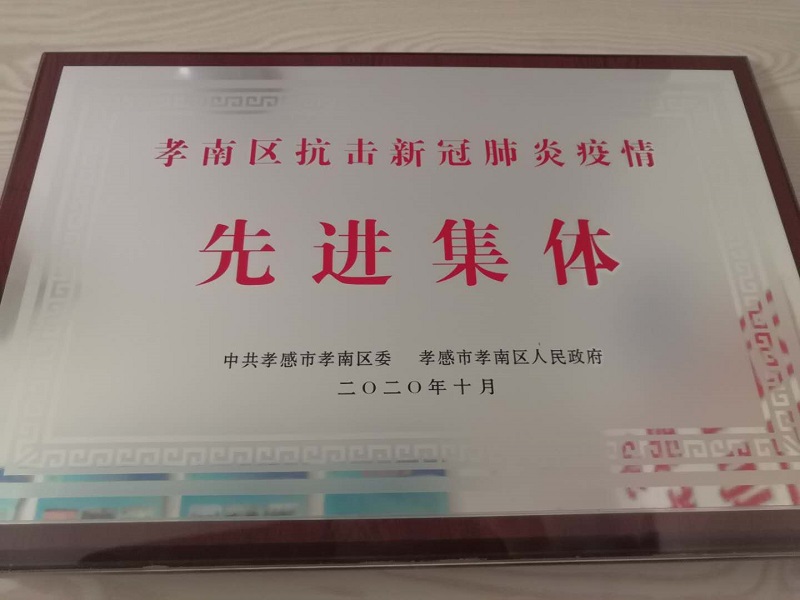 孝南区抗击新冠肺炎疫情
先进集体
中共孝感市孝南区委 孝感市孝南区人民政府
二〇二〇年十月